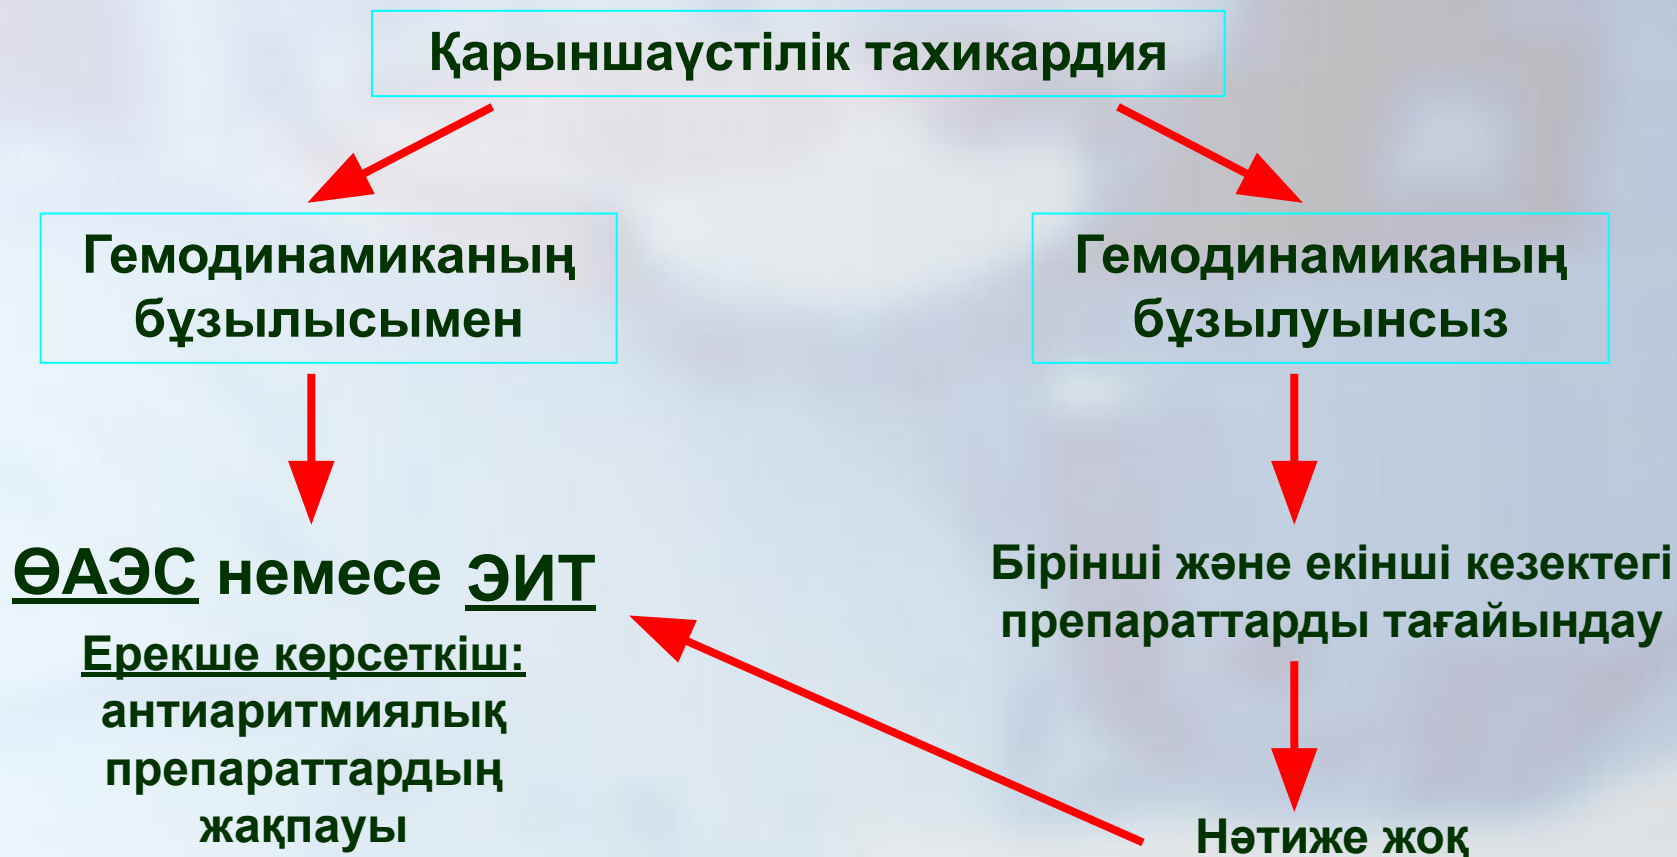 Қарыншаүстілік тахикардия
Гемодинамиканың
бұзылысымен
Гемодинамиканың
бұзылуынсыз
ӨАЭС немесе ЭИТ
Ерекше көрсеткіш:
антиаритмиялық
препараттардың
жақпауы
Бірінші және екінші кезектегі
препараттарды тағайындау
Нәтиже жоқ